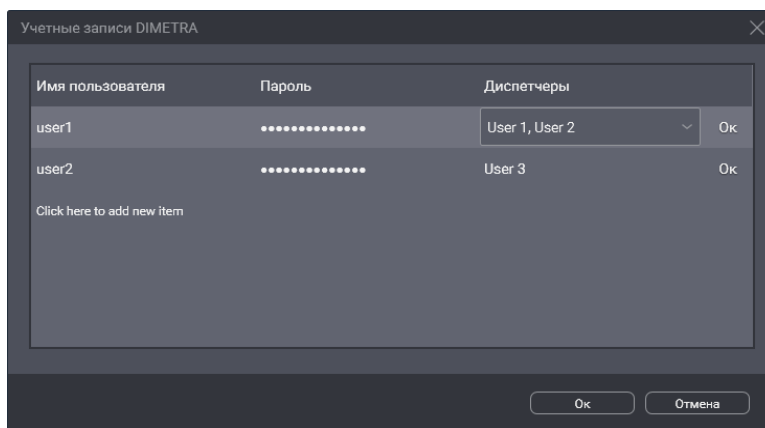 Учетные записи DIMETRA
Имя пользователя Пароль Диспетчеры
user1 •••••••••••••• User 1, User 2 Ок
user2 •••••••••••••• User 3 Ок
Click here to add new item
Ок Отмена